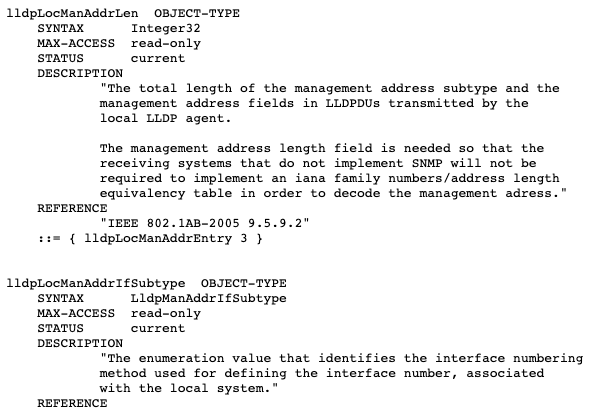 lldpLocManAddrLen  OBJECT-TYPE
    SYNTAX      Integer32
    MAX-ACCESS  read-only
    STATUS      current
    DESCRIPTION
            "The total length of the management address subtype and the
            management address fields in LLDPDUs transmitted by the
            local LLDP agent.

            The management address length field is needed so that the
            receiving systems that do not implement SNMP will not be
            required to implement an iana family numbers/address length
            equivalency table in order to decode the management adress."
    REFERENCE
            "IEEE 802.1AB-2005 9.5.9.2"
    ::= { lldpLocManAddrEntry 3 }

lldpLocManAddrIfSubtype  OBJECT-TYPE
    SYNTAX      LldpManAddrIfSubtype
    MAX-ACCESS  read-only
    STATUS      current
    DESCRIPTION
            "The enumeration value that identifies the interface numbering
            method used for defining the interface number, associated
            with the local system."
    REFERENCE